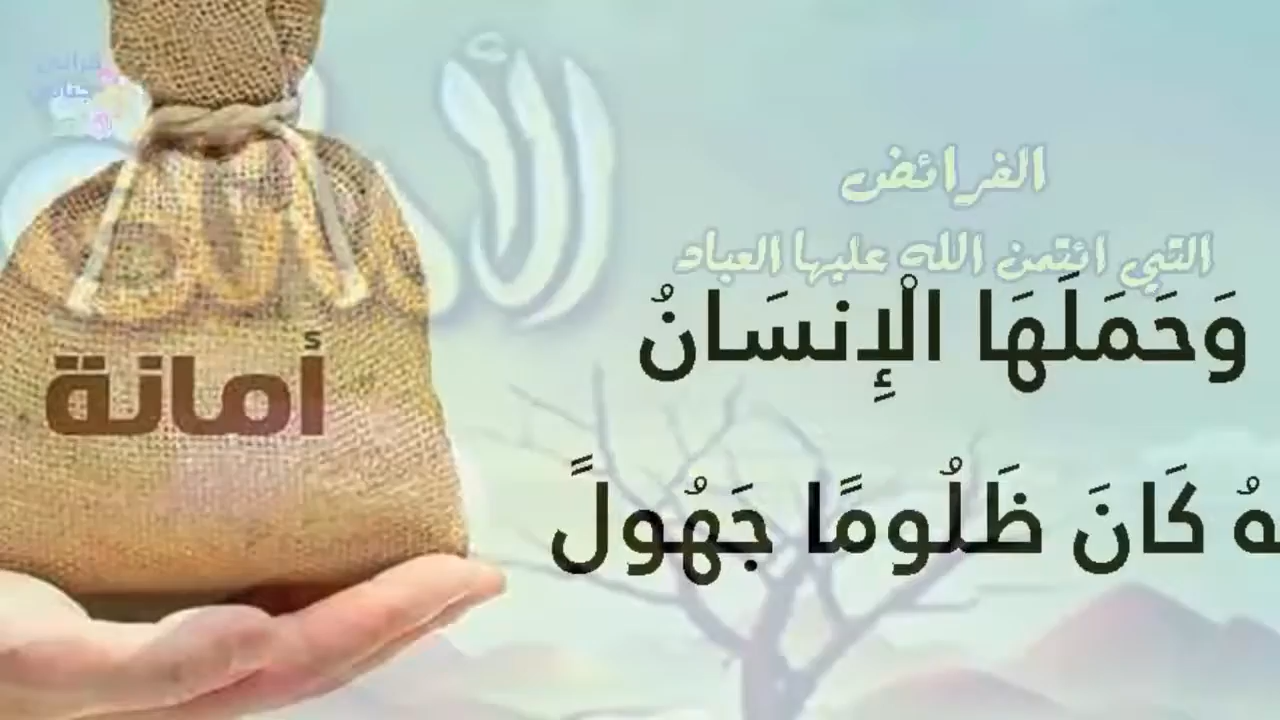 الفرائض
التي ائتمن الله عليها العباد
وَحَمَلَهَا الْإِنسَانُ
هُ كَانَ ظَلُومًا جَهُولً
أمانة